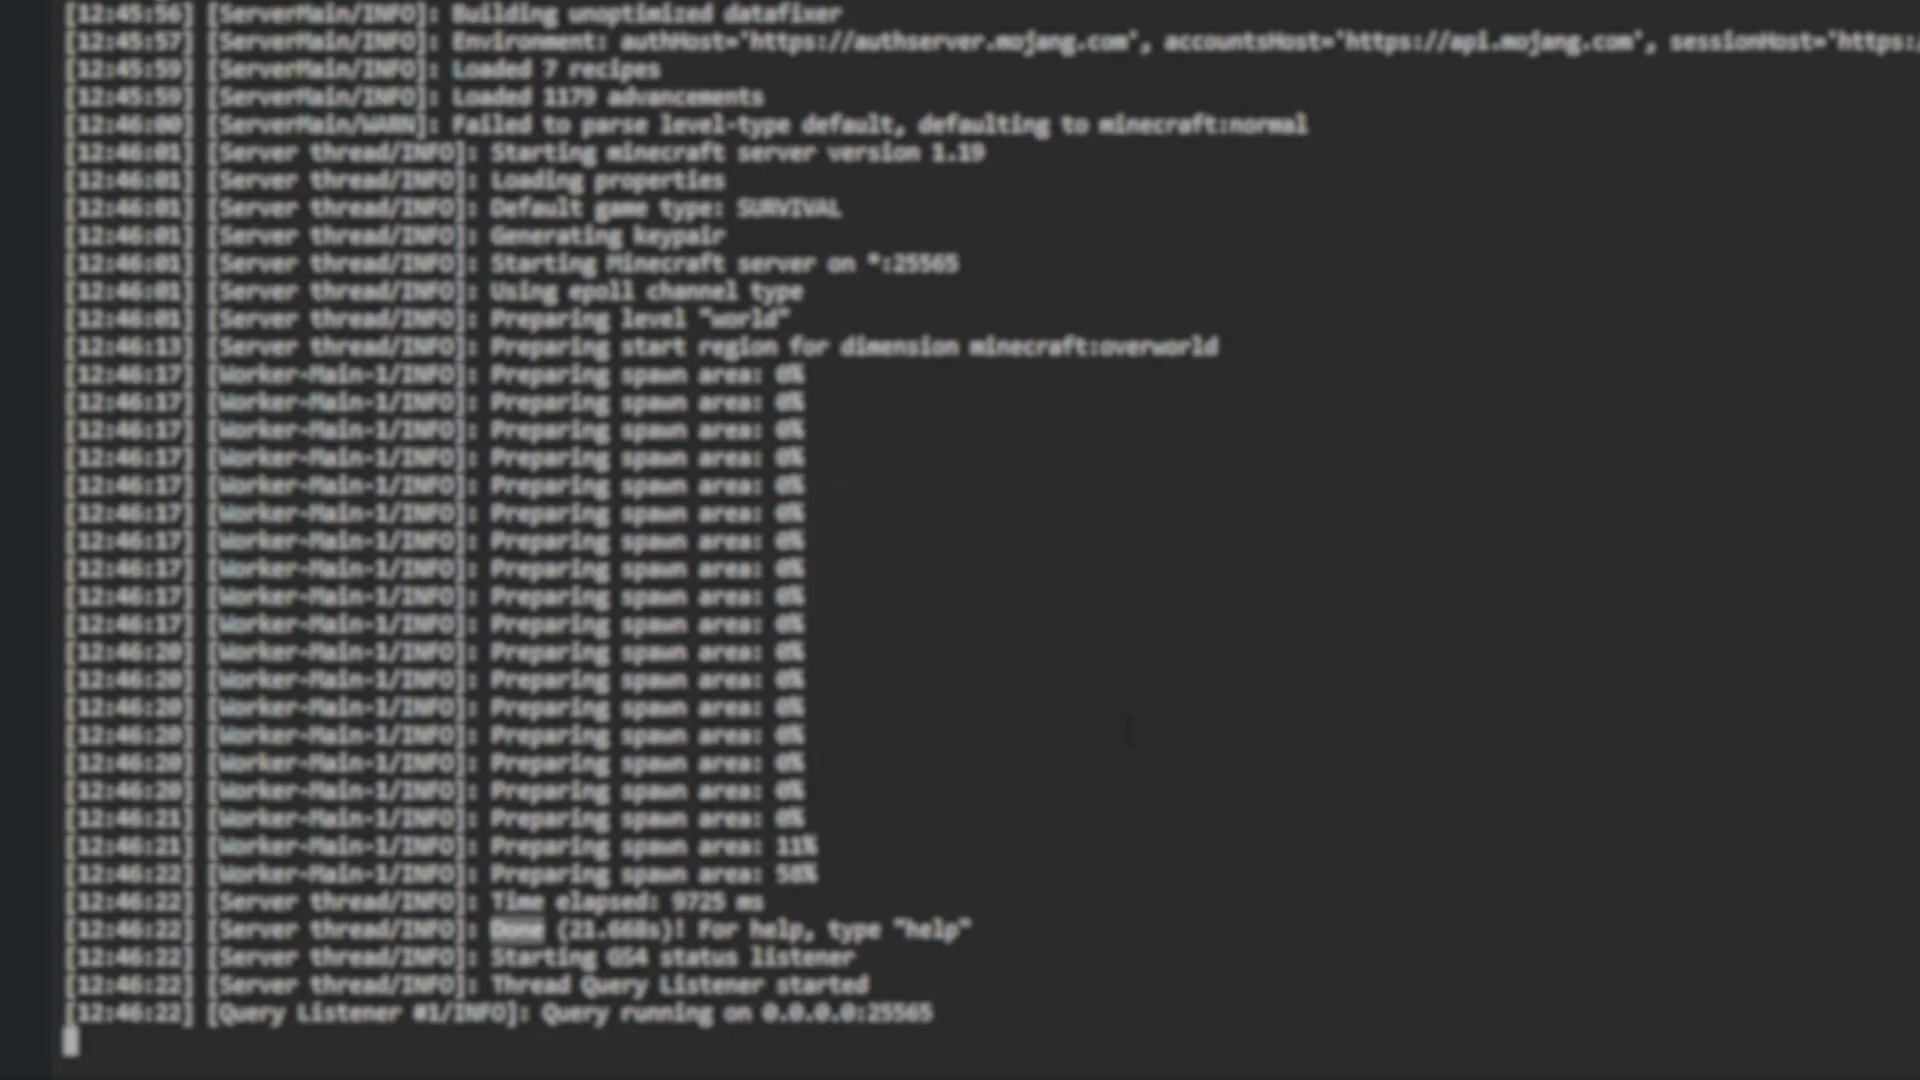 [12:45:56] [ServerMain/INFO]: Building unoptimized datafixer
[12:45:57] [ServerMain/INFO]: Environment: authHost='https://authserver.mojang.com', accountsHost='https://api.mojang.com', sessionHost='https:/
[12:45:59] [ServerMain/INFO]: Loaded 7 recipes
[12:45:59] [ServerMain/INFO]: Loaded 1179 advancements
[12:46:00] [ServerMain/WARN]: Failed to parse level-type default, defaulting to minecraft:normal
[12:46:01] [Server thread/INFO]: Starting minecraft server version 1.19
[12:46:01] [Server thread/INFO]: Loading properties
[12:46:01] [Server thread/INFO]: Default game type: SURVIVAL
[12:46:01] [Server thread/INFO]: Generating keypair
[12:46:01] [Server thread/INFO]: Starting Minecraft server on *:25565
[12:46:01] [Server thread/INFO]: Using epoll channel type
[12:46:01] [Server thread/INFO]: Preparing level "world"
[12:46:13] [Server thread/INFO]: Preparing start region for dimension minecraft:overworld
[12:46:17] [Worker-Main-1/INFO]: Preparing spawn area: 0%
[12:46:17] [Worker-Main-1/INFO]: Preparing spawn area: 0%
[12:46:17] [Worker-Main-1/INFO]: Preparing spawn area: 0%
[12:46:17] [Worker-Main-1/INFO]: Preparing spawn area: 0%
[12:46:17] [Worker-Main-1/INFO]: Preparing spawn area: 0%
[12:46:17] [Worker-Main-1/INFO]: Preparing spawn area: 0%
[12:46:17] [Worker-Main-1/INFO]: Preparing spawn area: 0%
[12:46:17] [Worker-Main-1/INFO]: Preparing spawn area: 0%
[12:46:17] [Worker-Main-1/INFO]: Preparing spawn area: 0%
[12:46:17] [Worker-Main-1/INFO]: Preparing spawn area: 0%
[12:46:20] [Worker-Main-1/INFO]: Preparing spawn area: 0%
[12:46:20] [Worker-Main-1/INFO]: Preparing spawn area: 0%
[12:46:20] [Worker-Main-1/INFO]: Preparing spawn area: 0%
[12:46:20] [Worker-Main-1/INFO]: Preparing spawn area: 0%
[12:46:20] [Worker-Main-1/INFO]: Preparing spawn area: 0%
[12:46:20] [Worker-Main-1/INFO]: Preparing spawn area: 0%
[12:46:21] [Worker-Main-1/INFO]: Preparing spawn area: 0%
[12:46:21] [Worker-Main-1/INFO]: Preparing spawn area: 11%
[12:46:22] [Worker-Main-1/INFO]: Preparing spawn area: 58%
[12:46:22] [Server thread/INFO]: Time elapsed: 9725 ms
[12:46:22] [Server thread/INFO]: Done (21.668s)! For help, type "help"
[12:46:22] [Server thread/INFO]: Starting GS4 status listener
[12:46:22] [Server thread/INFO]: Thread Query Listener started
[12:46:22] [Query Listener #1/INFO]: Query running on 0.0.0.0:25565